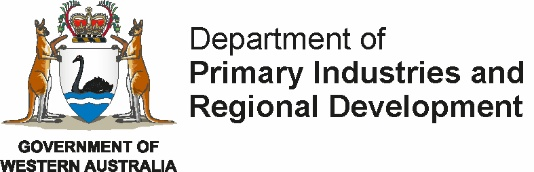 Department of
Primary Industries and
Regional Development
GOVERNMENT OF
WESTERN AUSTRALIA